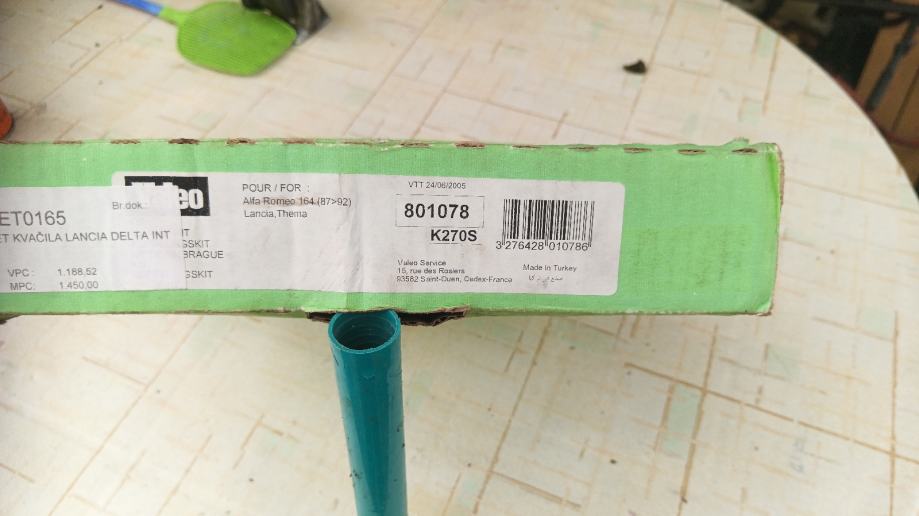 ET0165
Br.dok.:
ET KVAČILA LANCIA DELTA INT
VPC : 1.188,52
MPC: 1.450,00
eo
IT
GSKIT
BRAGUE
GSKIT
POUR / FOR :
Alfa Romeo 164 (87>92)
Lancia,Thema
VTT 24/06/2005
801078
K270S
3 276428 010786
Valeo Service
15, rue des Rosiers
93582 Saint-Ouen, Cedex-France
Made In Turkey